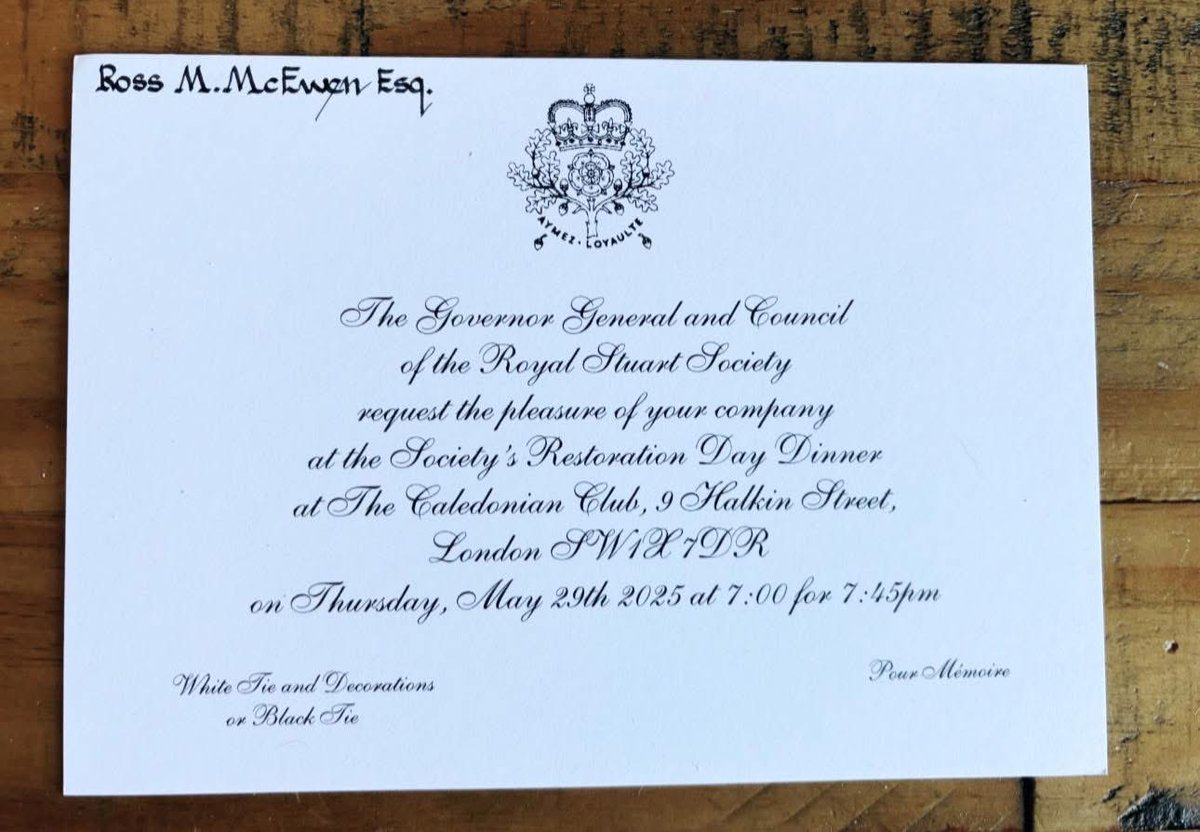 Ross M. McEwen Esq.
AYMEZ · LOYAULTE
The Governor General and Council
of the Royal Stuart Society
request the pleasure of your company
at the Society's Restoration Day Dinner
at The Caledonian Club, 9 Halkin Street,
London SW1X 7DR
on Thursday, May 29th 2025 at 7:00 for 7:45pm
White Tie and Decorations
or Black Tie
Pour Mémoire